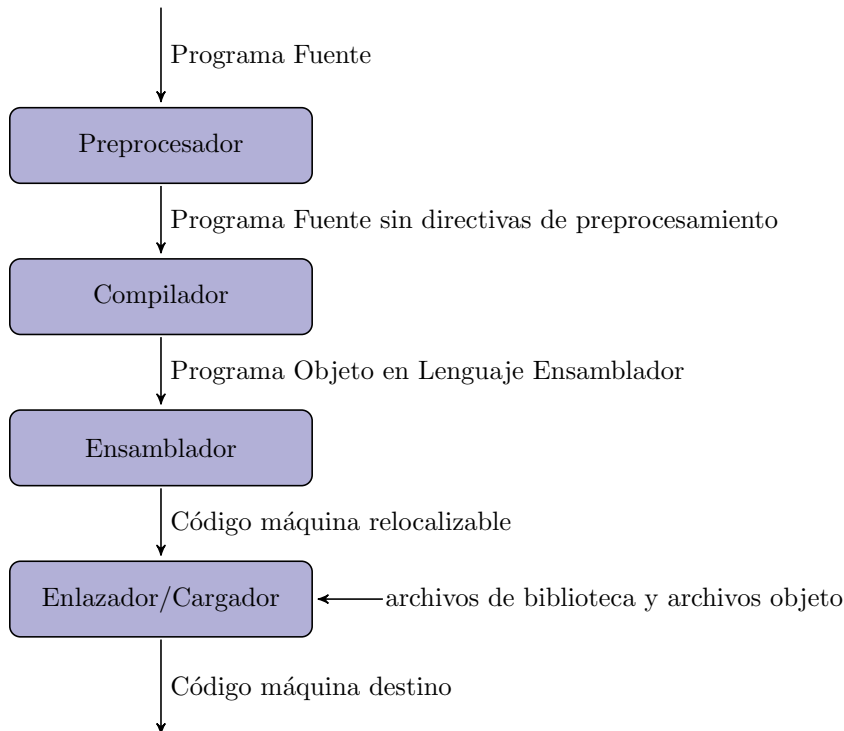 Programa Fuente
Preprocesador
Programa Fuente sin directivas de preprocesamiento
Compilador
Programa Objeto en Lenguaje Ensamblador
Ensamblador
Código máquina relocalizable
Enlazador/Cargador
archivos de biblioteca y archivos objeto
Código máquina destino